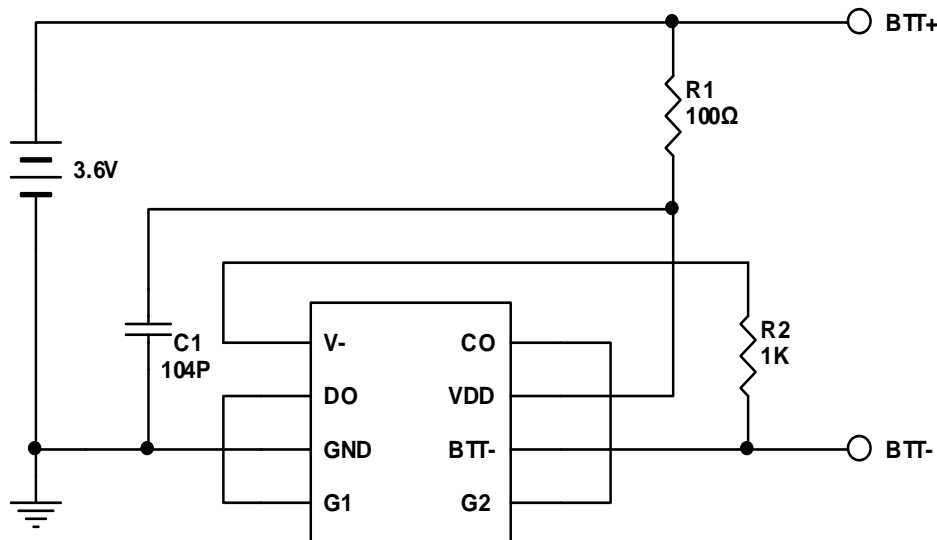 BTT+
R1
100Ω
3.6V
C1
104P
R2
1K
V-
CO
DO
VDD
GND
BTT-
G1
G2
BTT-